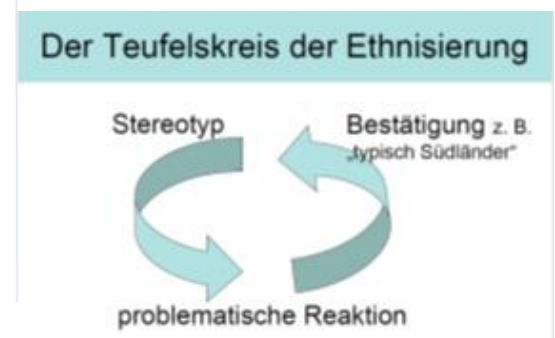 Der Teufelskreis der Ethnisierung
Stereotyp
Bestätigung z. B.
„typisch Südländer“
problematische Reaktion